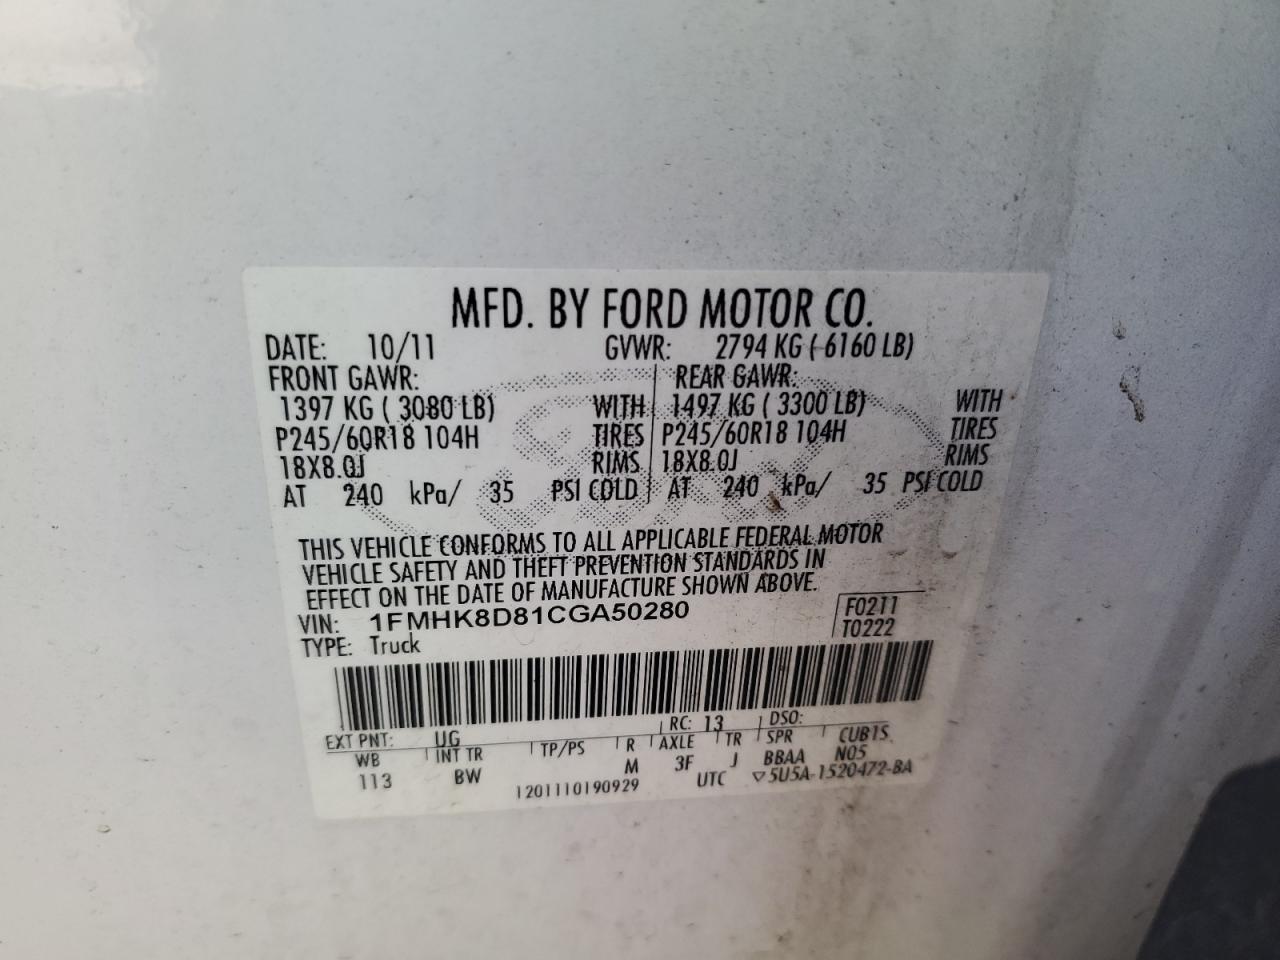 MFD. BY FORD MOTOR CO.
DATE: 10/11 GVWR: 2794 KG ( 6160 LB)
FRONT GAWR: REAR GAWR:
1397 KG ( 3080 LB) WITH 1497 KG ( 3300 LB) WITH
P245/60R18 104H TIRES P245/60R18 104H TIRES
18X8.0J RIMS 18X8.0J RIMS
AT 240 kPa/ 35 PSI COLD AT 240 kPa/ 35 PSI COLD
THIS VEHICLE CONFORMS TO ALL APPLICABLE FEDERAL MOTOR
VEHICLE SAFETY AND THEFT PREVENTION STANDARDS IN
EFFECT ON THE DATE OF MANUFACTURE SHOWN ABOVE.
VIN: 1FMHK8D81CGA50280 F0211
TYPE: Truck T0222
EXT PNT: UG RC: 13 DSO:
WB INT TR TP/PS R AXLE TR SPR CUB1S
113 BW M 3F J BBAA N05
1201110190929 UTC ▽5U5A-1520472-BA